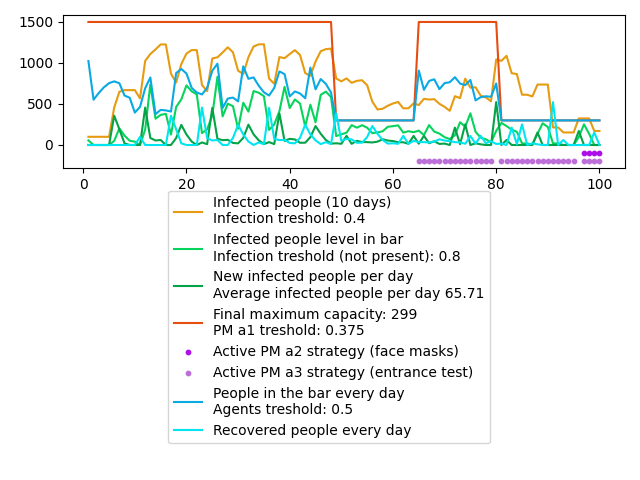 1500
1000
500
0
0
20
40
60
80
100
Infected people (10 days)
Infection treshold: 0.4
Infected people level in bar
Infection treshold (not present): 0.8
New infected people per day
Average infected people per day 65.71
Final maximum capacity: 299
PM a1 treshold: 0.375
Active PM a2 strategy (face masks)
Active PM a3 strategy (entrance test)
People in the bar every day
Agents treshold: 0.5
Recovered people every day